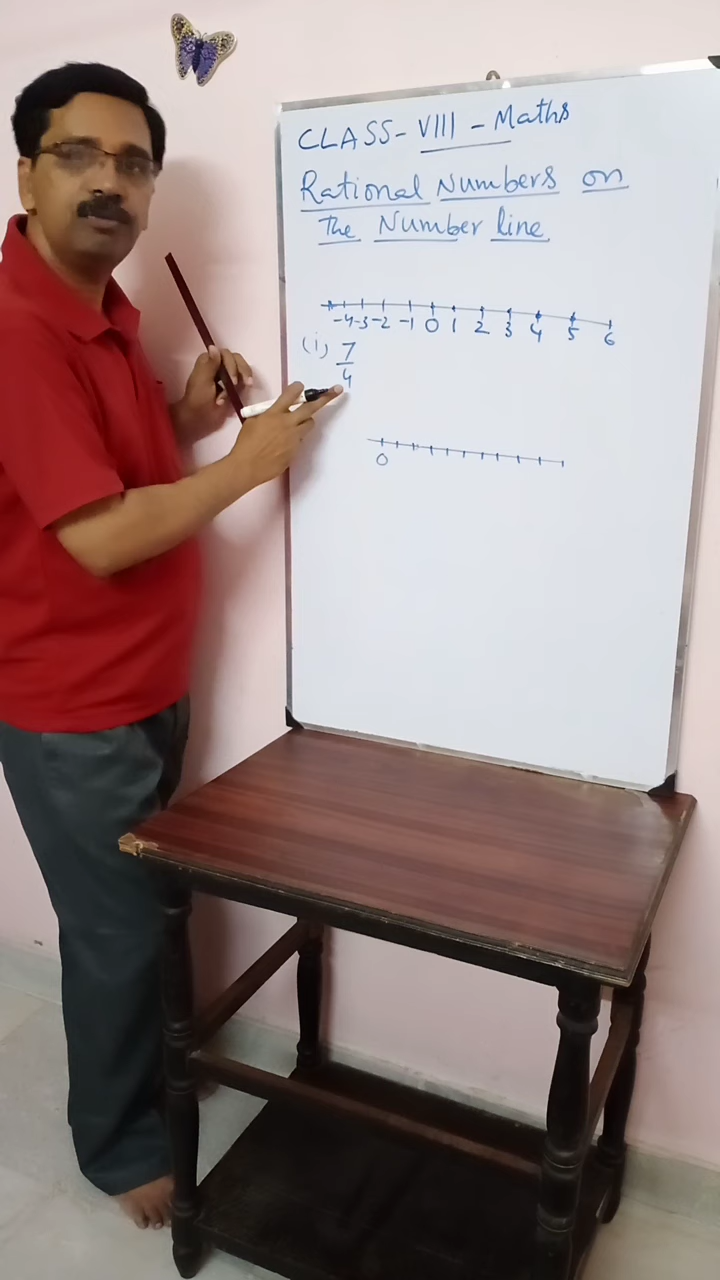 CLASS - VIII - Maths
Rational Numbers on
the Number line
-4 -3 -2 -1 0 1 2 3 4 5 6
(i) 7/4
0